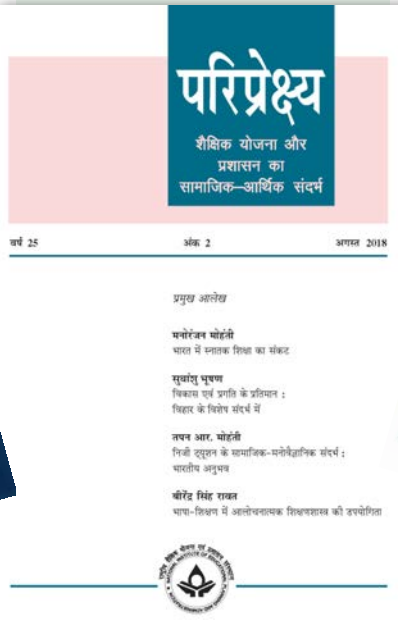 परिप्रेक्ष्य
शैक्षिक योजना और
प्रशासन का
सामाजिक–आर्थिक संदर्भ
वर्ष 25
अंक 2
अगस्त 2018
प्रमुख आलेख
मनोरंजन मोहंती
भारत में स्नातक शिक्षा का संकट
सुधांशु भूषण
विकास एवं प्रगति के प्रतिमान :
बिहार के विशेष संदर्भ में
तपन आर. मोहंती
निजी ट्यूशन के सामाजिक-मनोवैज्ञानिक संदर्भ :
भारतीय अनुभव
वीरेंद्र सिंह रावत
भाषा-शिक्षण में आलोचनात्मक शिक्षणशास्त्र की उपयोगिता